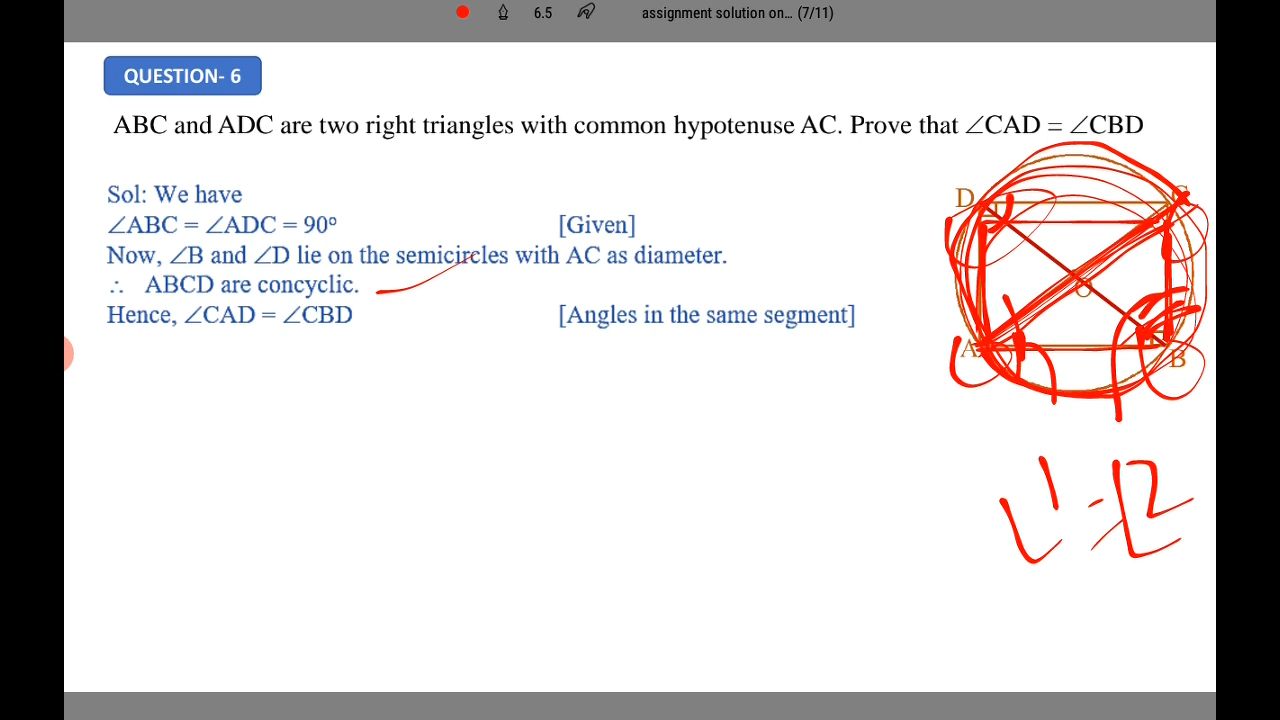 6.5 assignment solution on... (7/11)
QUESTION- 6
ABC and ADC are two right triangles with common hypotenuse AC. Prove that ∠CAD = ∠CBD
Sol: We have
∠ABC = ∠ADC = 90° [Given]
Now, ∠B and ∠D lie on the semicircles with AC as diameter.
∴ ABCD are concyclic.
Hence, ∠CAD = ∠CBD [Angles in the same segment]
D C
O
A B
∠1 = ∠2